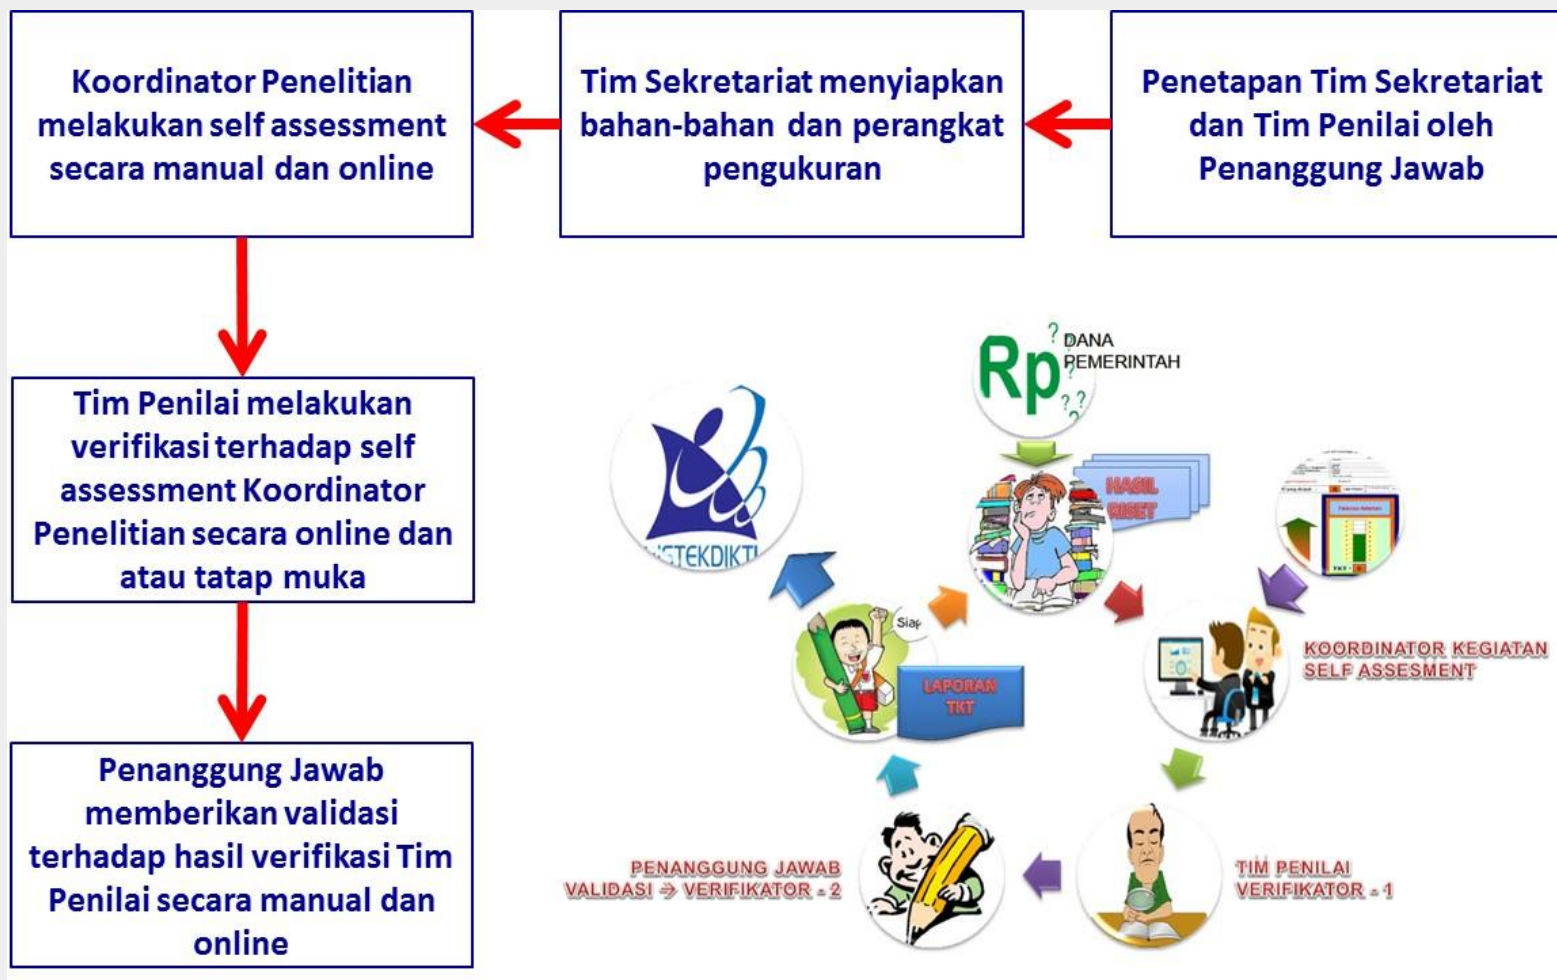 Koordinator Penelitian
melakukan self assessment
secara manual dan online
Tim Sekretariat menyiapkan
bahan-bahan dan perangkat
pengukuran
Penetapan Tim Sekretariat
dan Tim Penilai oleh
Penanggung Jawab
Tim Penilai melakukan
verifikasi terhadap self
assessment Koordinator
Penelitian secara online dan
atau tatap muka
Penanggung Jawab
memberikan validasi
terhadap hasil verifikasi Tim
Penilai secara manual dan
online
Rp
? DANA
PEMERINTAH
?
? ?
?
HASIL
RISET
STEKDIKTI
TKT -
Siap
LAPORAN
TKT
KOORDINATOR KEGIATAN
SELF ASSESMENT
PENANGGUNG JAWAB
VALIDASI → VERIFIKATOR - 2
TIM PENILAI
VERIFIKATOR - 1